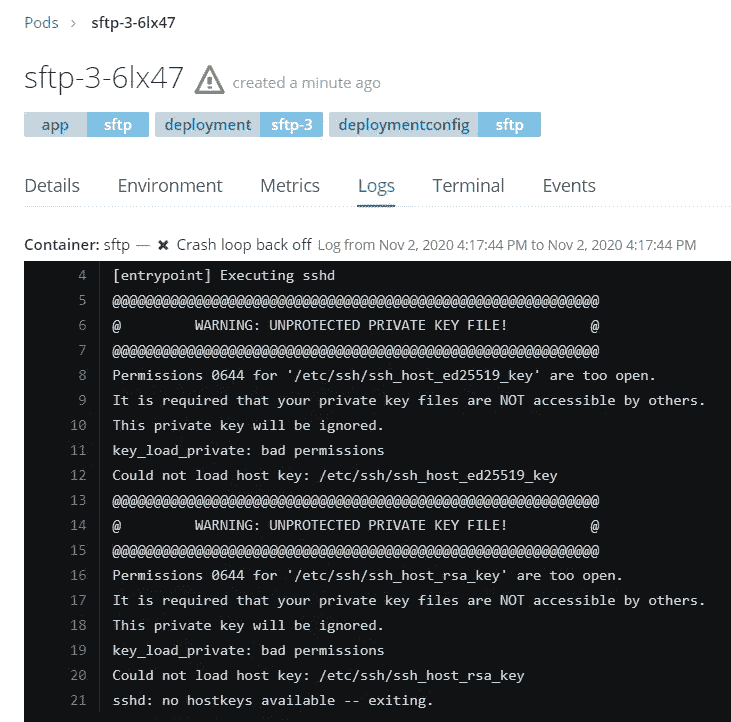 Pods > sftp-3-6lx47
sftp-3-6lx47 created a minute ago
app sftp deployment sftp-3 deploymentconfig sftp
Details Environment Metrics Logs Terminal Events
Container: sftp — ✖ Crash loop back off Log from Nov 2, 2020 4:17:44 PM to Nov 2, 2020 4:17:44 PM
4 [entrypoint] Executing sshd
5 @@@@@@@@@@@@@@@@@@@@@@@@@@@@@@@@@@@@@@@@@@@@@@@@@@@@@@@@@@@
6 @         WARNING: UNPROTECTED PRIVATE KEY FILE!          @
7 @@@@@@@@@@@@@@@@@@@@@@@@@@@@@@@@@@@@@@@@@@@@@@@@@@@@@@@@@@@
8 Permissions 0644 for '/etc/ssh/ssh_host_ed25519_key' are too open.
9 It is required that your private key files are NOT accessible by others.
10 This private key will be ignored.
11 key_load_private: bad permissions
12 Could not load host key: /etc/ssh/ssh_host_ed25519_key
13 @@@@@@@@@@@@@@@@@@@@@@@@@@@@@@@@@@@@@@@@@@@@@@@@@@@@@@@@@@@
14 @         WARNING: UNPROTECTED PRIVATE KEY FILE!          @
15 @@@@@@@@@@@@@@@@@@@@@@@@@@@@@@@@@@@@@@@@@@@@@@@@@@@@@@@@@@@
16 Permissions 0644 for '/etc/ssh/ssh_host_rsa_key' are too open.
17 It is required that your private key files are NOT accessible by others.
18 This private key will be ignored.
19 key_load_private: bad permissions
20 Could not load host key: /etc/ssh/ssh_host_rsa_key
21 sshd: no hostkeys available -- exiting.